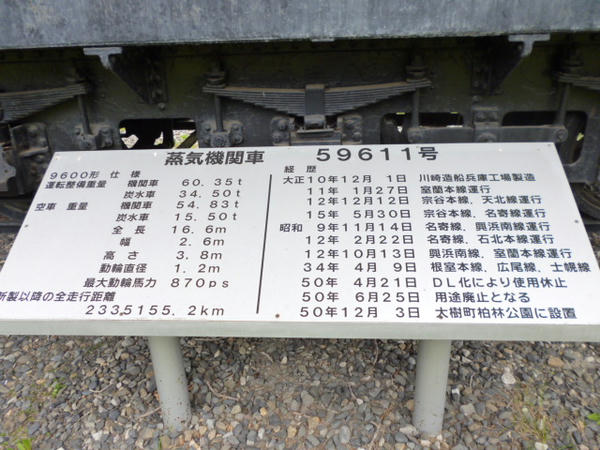 蒸気機関車　59611号
9600形 仕様
運転整備重量　機関車　60.35t
炭水車　34.50t
空車 重量　機関車　54.83t
炭水車　15.50t
全長　16.6m
幅　2.6m
高さ　3.8m
動輪直径　1.2m
最大動輪馬力　870ps
製以降の全走行距離
2335155.2km
経歴
大正10年12月 1日　川崎造船兵庫工場製造
11年 1月27日　室蘭本線運行
12年12月12日　宗谷本線、天北線運行
15年 5月30日　宗谷本線、名寄線運行
昭和 9年11月14日　名寄線、興浜南線運行
12年 2月22日　名寄線、石北本線運行
12年10月13日　興浜南線、室蘭本線運行
34年 4月 9日　根室本線、広尾線、士幌線
50年 4月21日　DL化により使用休止
50年 6月25日　用途廃止となる
50年12月 3日　大樹町柏林公園に設置